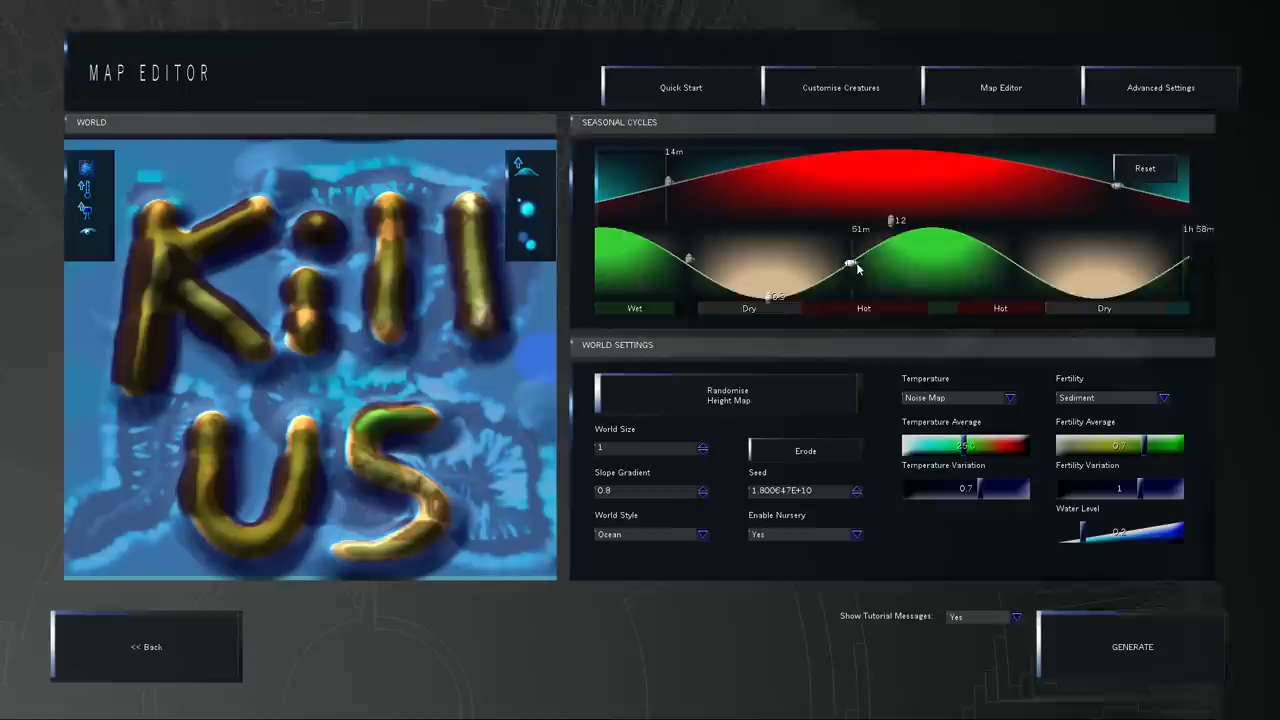 MAP EDITOR
Quick Start
Customise Creatures
Map Editor
Advanced Settings
WORLD
SEASONAL CYCLES
Kill
us
14m
Reset
12
51m
1h 58m
0.3
Wet
Dry
Hot
Hot
Dry
WORLD SETTINGS
Randomise
Height Map
Temperature
Fertility
Noise Map
Sediment
Temperature Average
Fertility Average
25 C
0.7
World Size
1
Erode
Temperature Variation
Fertility Variation
0.7
1
Slope Gradient
Seed
0.8
1.800647E+10
World Style
Enable Nursery
Water Level
Ocean
Yes
0.2
Show Tutorial Messages:
Yes
<< Back
GENERATE